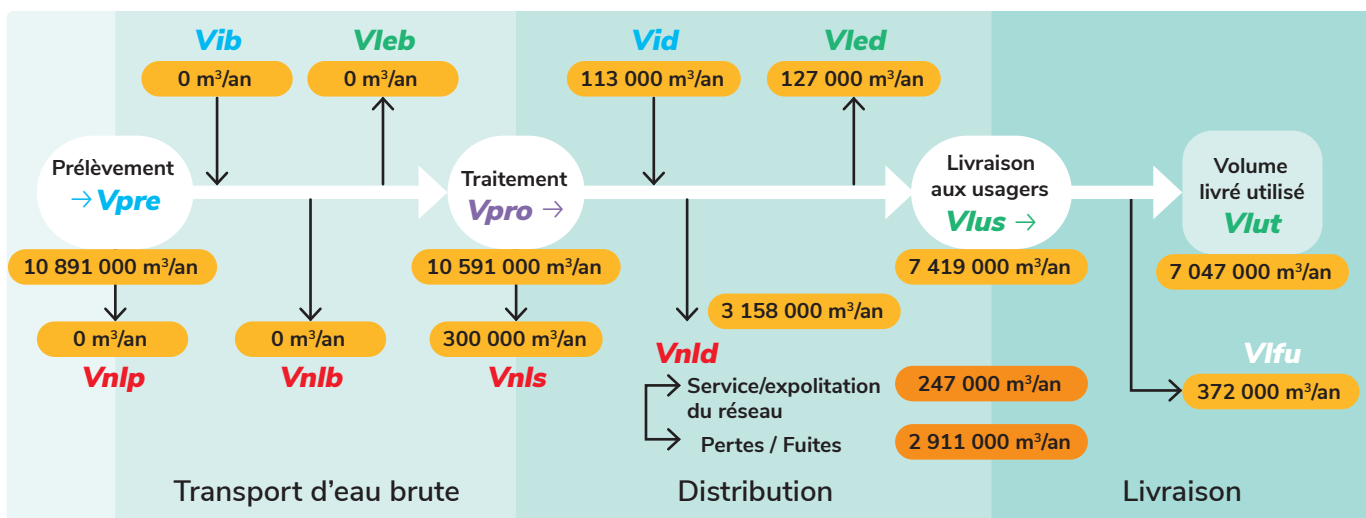 Vib
Vleb
Vid
Vled
0 m³/an
0 m³/an
113 000 m³/an
127 000 m³/an
Prélèvement
→ Vpre
Traitement
Vpro →
Livraison
aux usagers
Vlus →
Volume
livré utilisé
Vlut
10 891 000 m³/an
10 591 000 m³/an
7 419 000 m³/an
7 047 000 m³/an
3 158 000 m³/an
0 m³/an
0 m³/an
300 000 m³/an
Vnlp
Vnlb
Vnls
Vnld
Vlfu
Service/expolitation
du réseau
247 000 m³/an
372 000 m³/an
Pertes / Fuites
2 911 000 m³/an
Transport d'eau brute
Distribution
Livraison